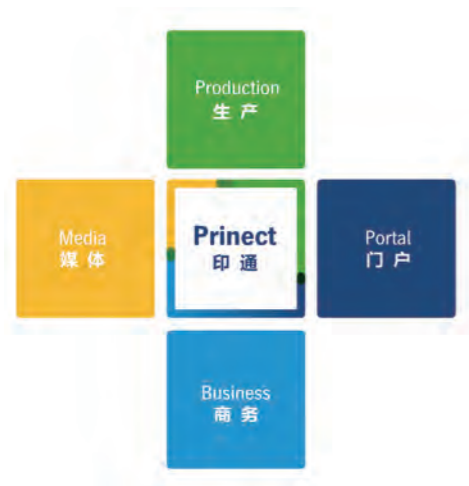 Production
生产
Media
媒体
Prinect
印通
Portal
门户
Business
商务